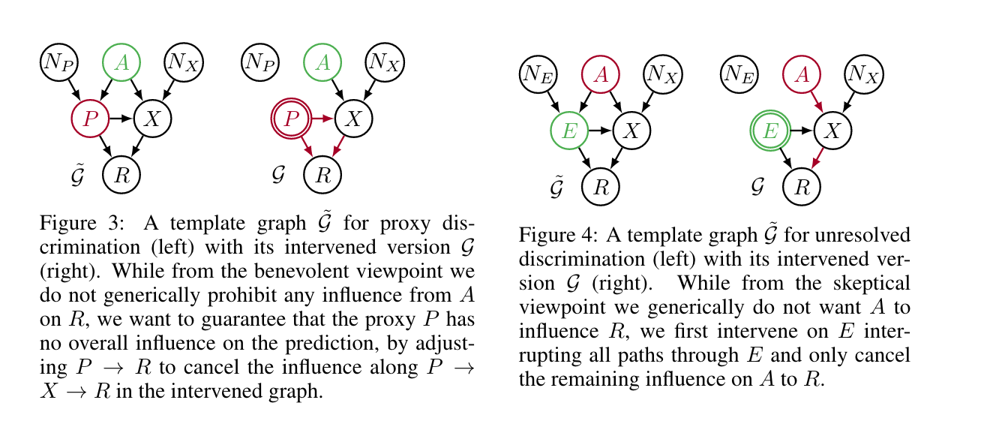 N_P A N_X N_P A N_X
P X P X
G̃ R G R
Figure 3: A template graph G̃ for proxy dis-
crimination (left) with its intervened version G
(right). While from the benevolent viewpoint we
do not generically prohibit any influence from A
on R, we want to guarantee that the proxy P has
no overall influence on the prediction, by adjust-
ing P → R to cancel the influence along P →
X → R in the intervened graph.
N_E A N_X N_E A N_X
E X E X
G̃ R G R
Figure 4: A template graph G̃ for unresolved
discrimination (left) with its intervened ver-
sion G (right). While from the skeptical
viewpoint we generically do not want A to
influence R, we first intervene on E inter-
rupting all paths through E and only cancel
the remaining influence on A to R.